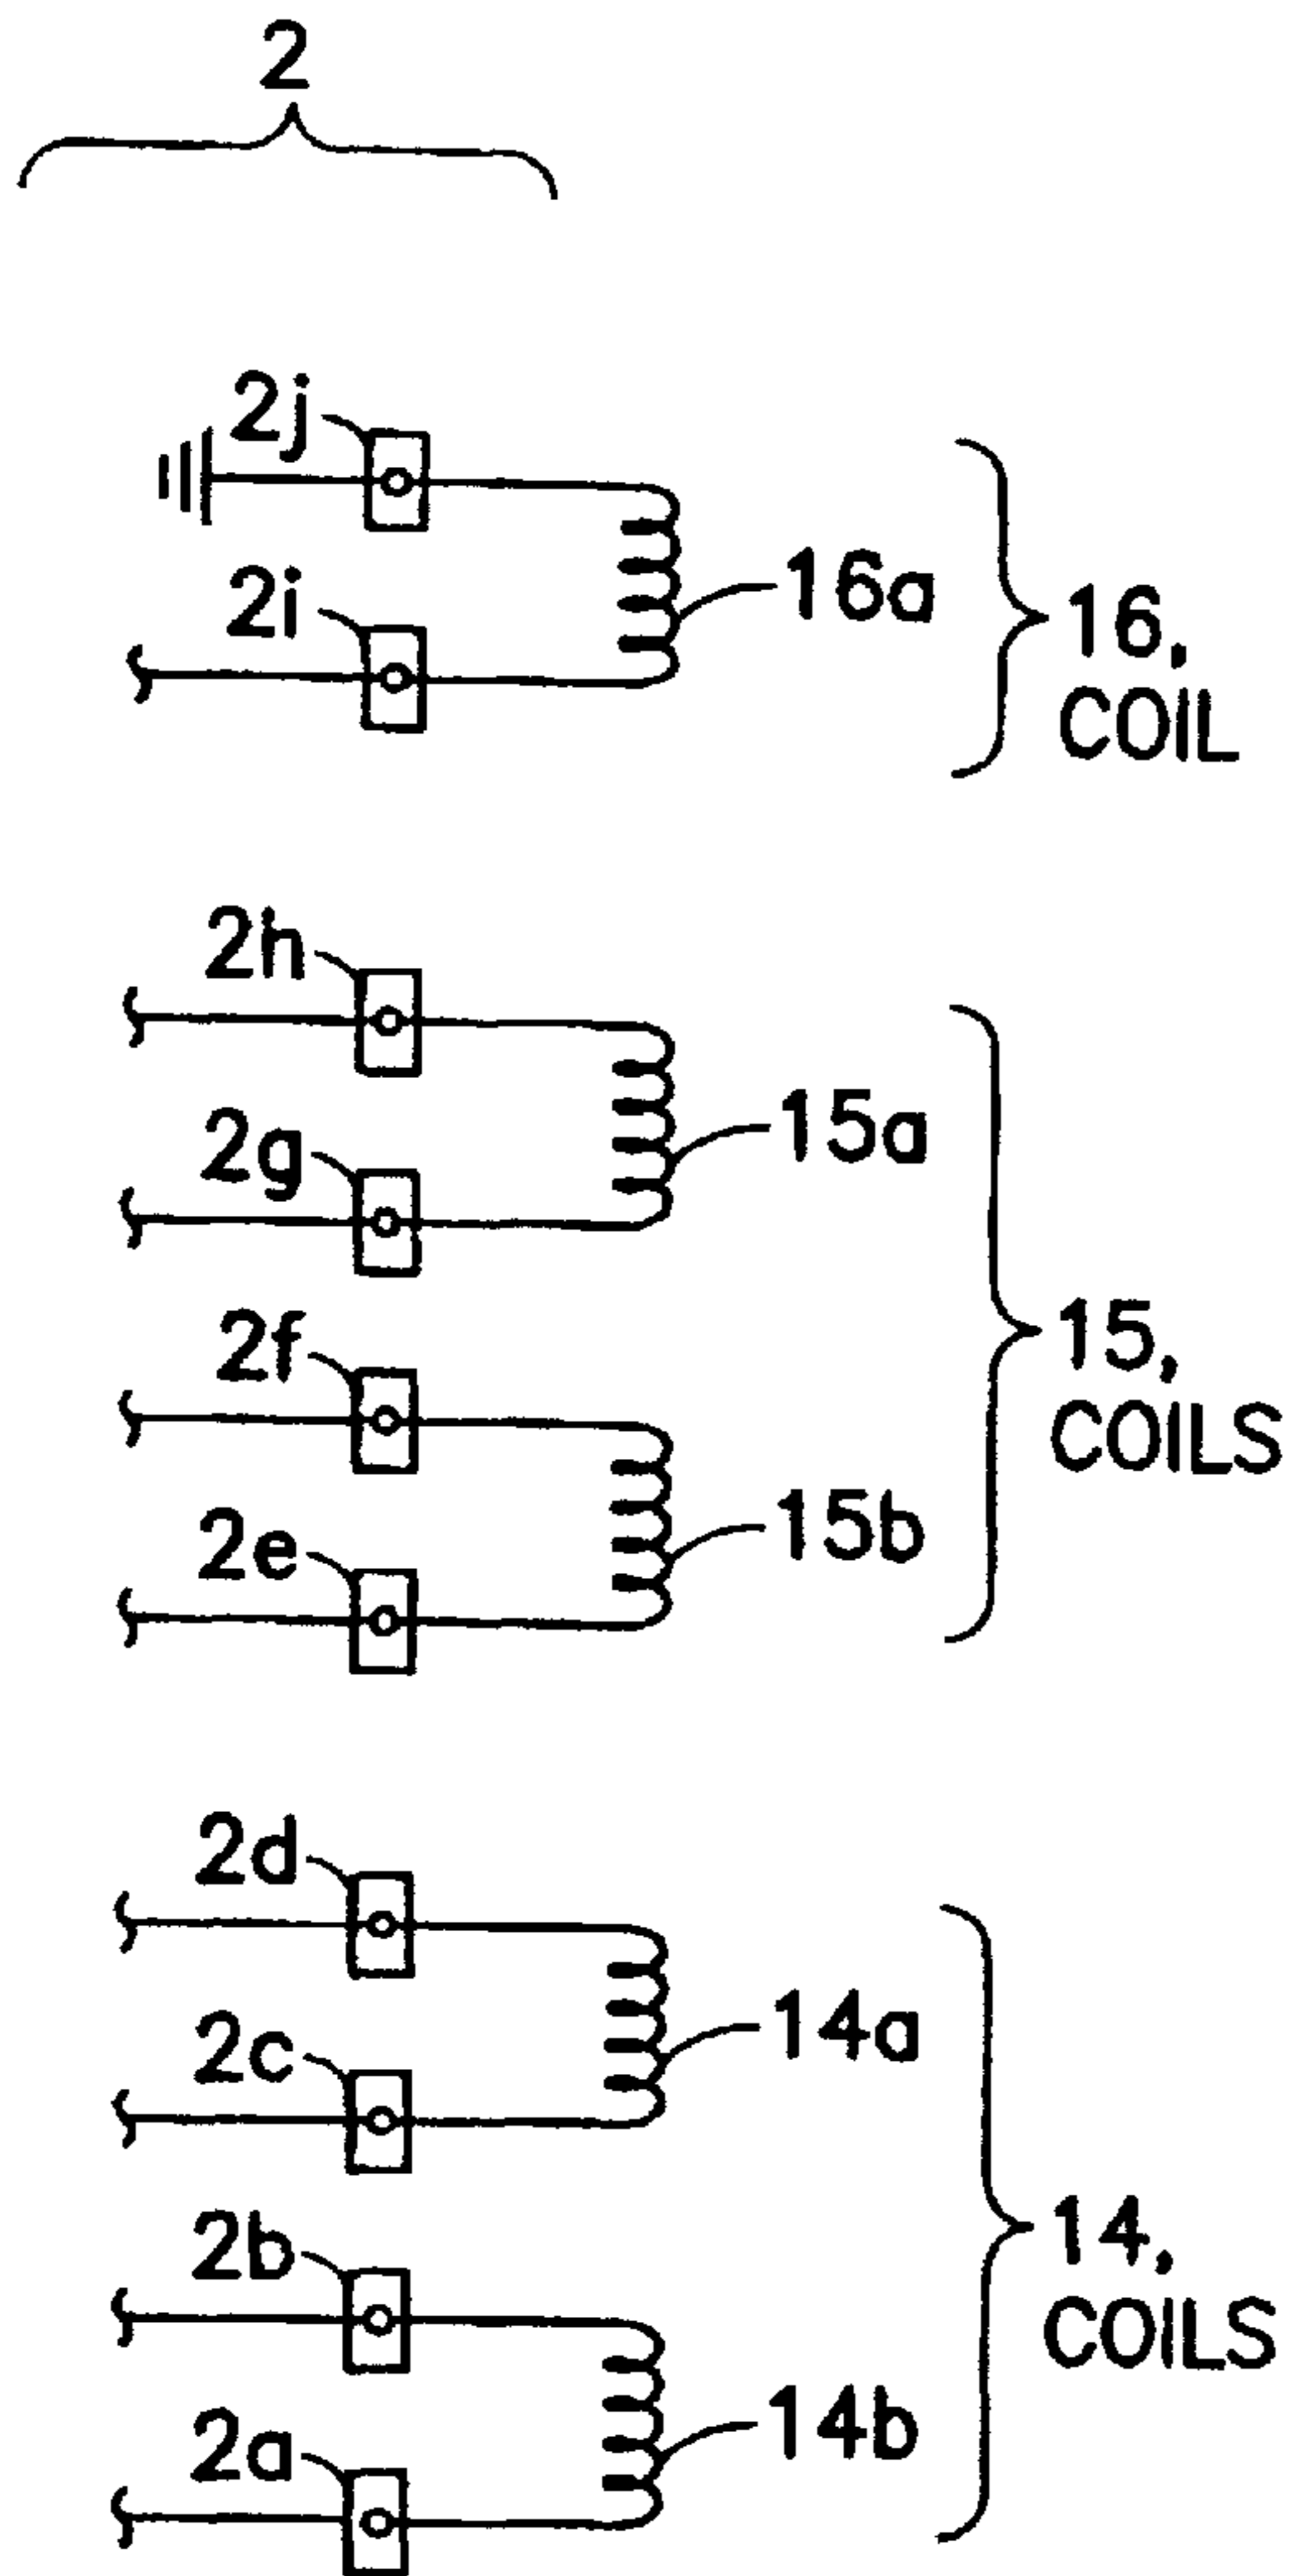 2
2j
2i
16a
16,
COIL
2h
2g
15a
2f
15,
COILS
2e
15b
2d
2c
14a
2b
14,
COILS
2a
14b